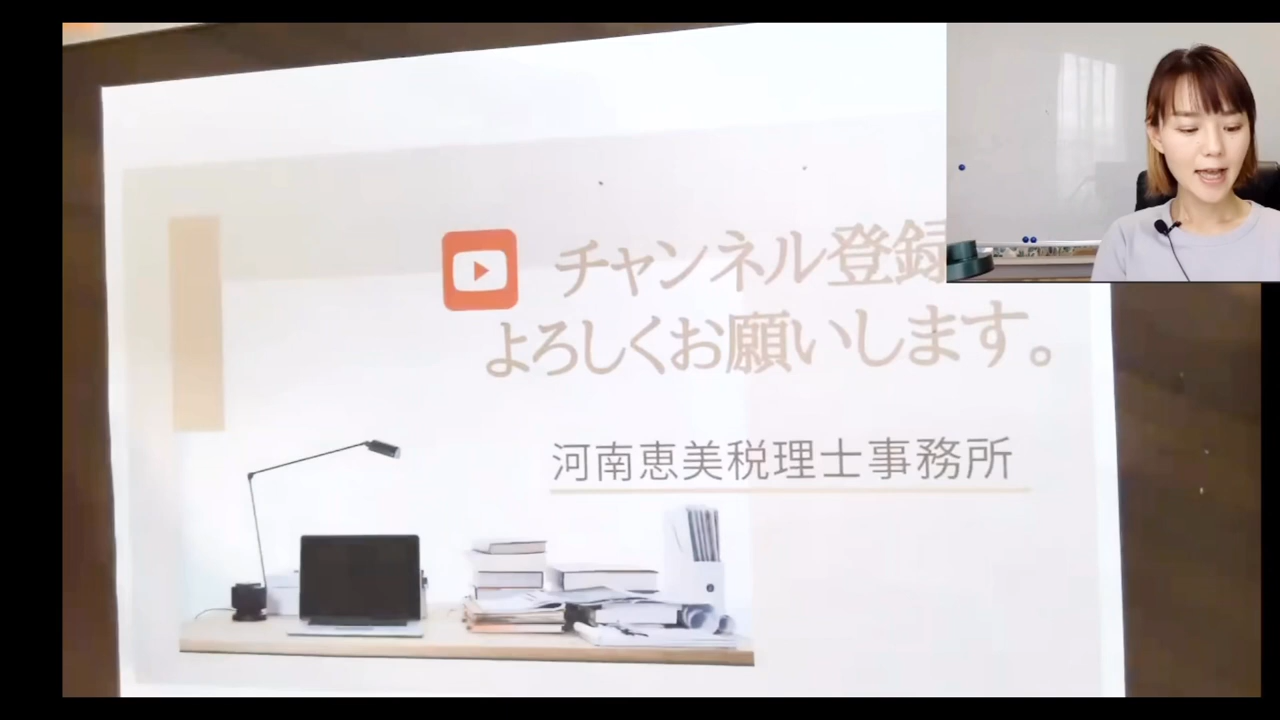 チャンネル登録
よろしくお願いします。
河南恵美税理士事務所